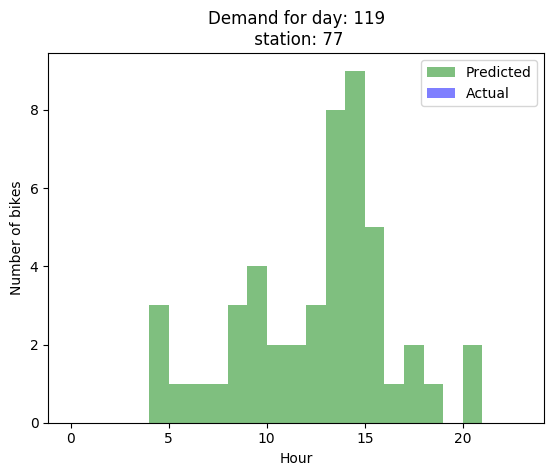 Demand for day: 119
station: 77
Predicted
Actual
Number of bikes
8
6
4
2
0
0
5
10
15
20
Hour